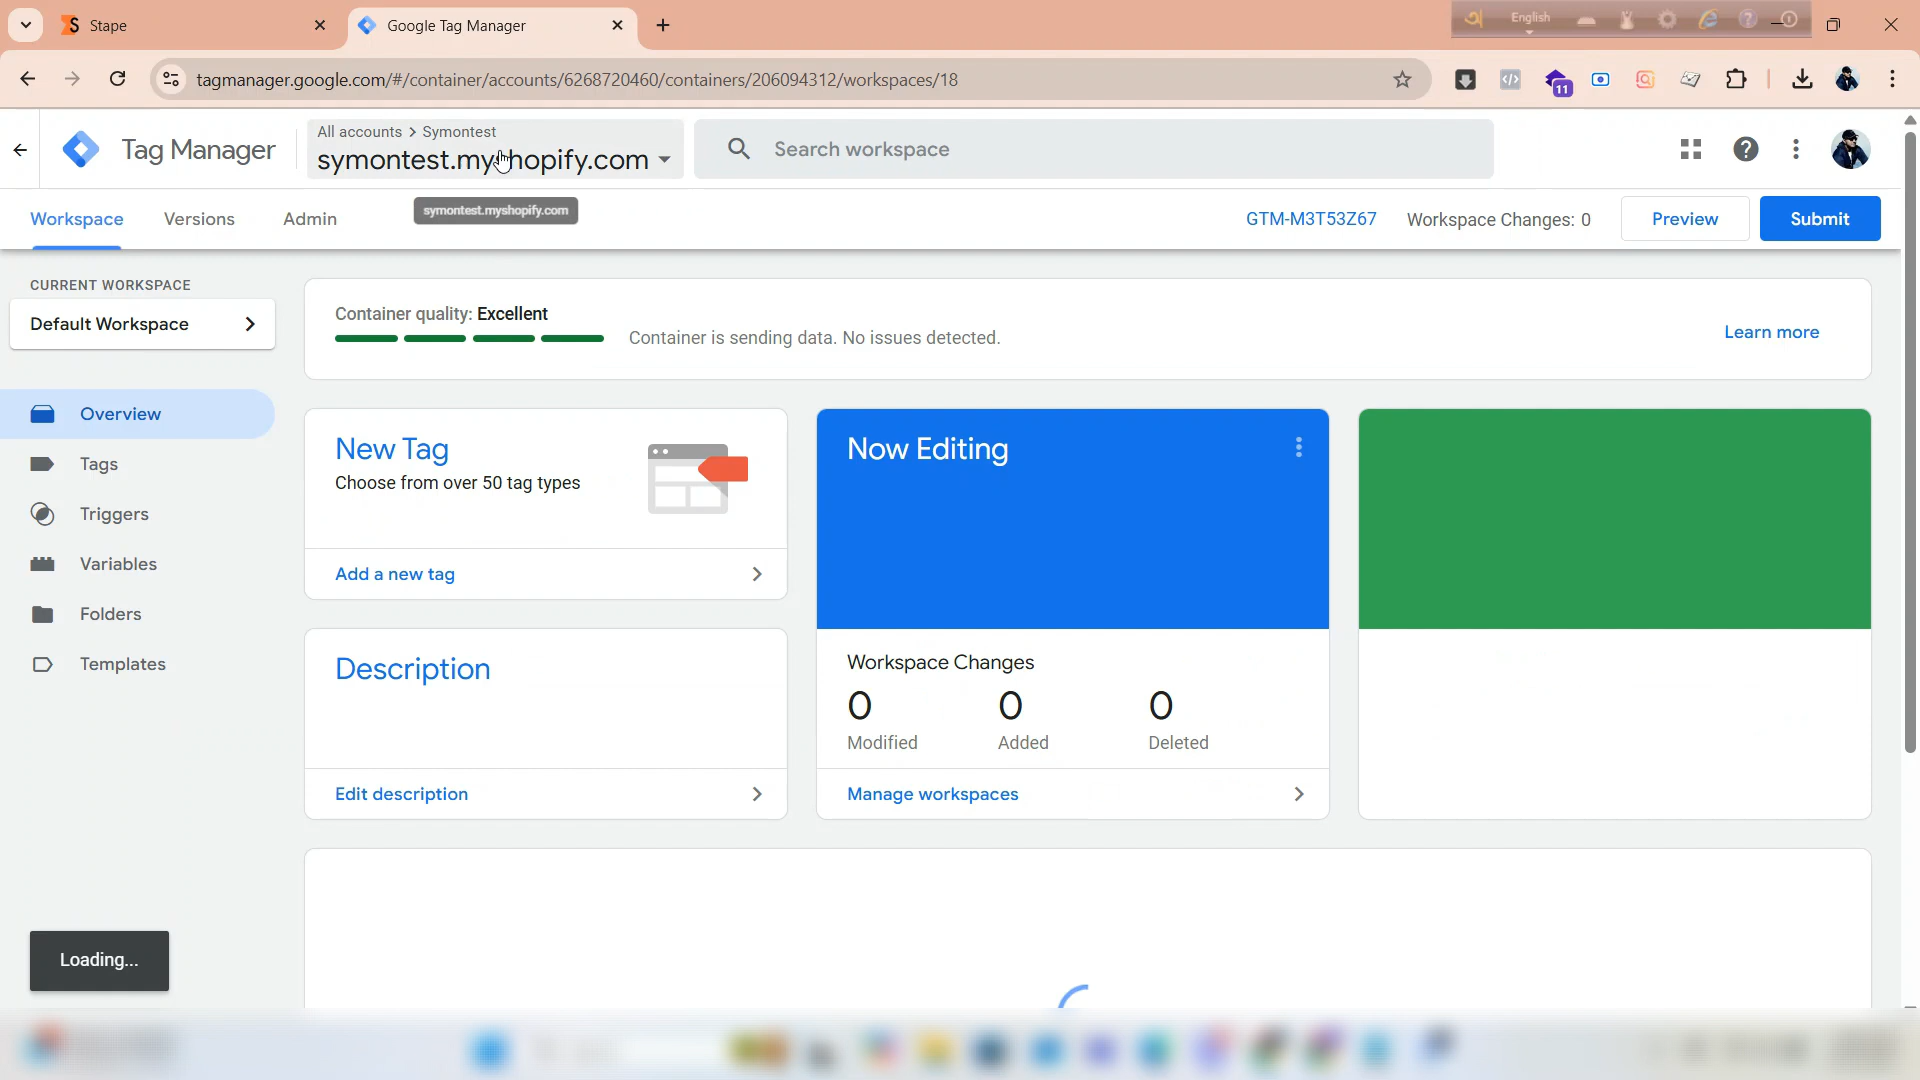 Stape
Google Tag Manager
English
tagmanager.google.com/#/container/accounts/6268720460/containers/206094312/workspaces/18
11
Tag Manager
All accounts > Symontest
symontest.myshopify.com
Search workspace
Workspace
Versions
Admin
symontest.myshopify.com
GTM-M3T53Z67
Workspace Changes: 0
Preview
Submit
CURRENT WORKSPACE
Default Workspace
Overview
Tags
Triggers
Variables
Folders
Templates
Container quality: Excellent
Container is sending data. No issues detected.
Learn more
New Tag
Choose from over 50 tag types
Add a new tag
Description
Edit description
Now Editing
Workspace Changes
0 0 0
Modified Added Deleted
Manage workspaces
Loading...